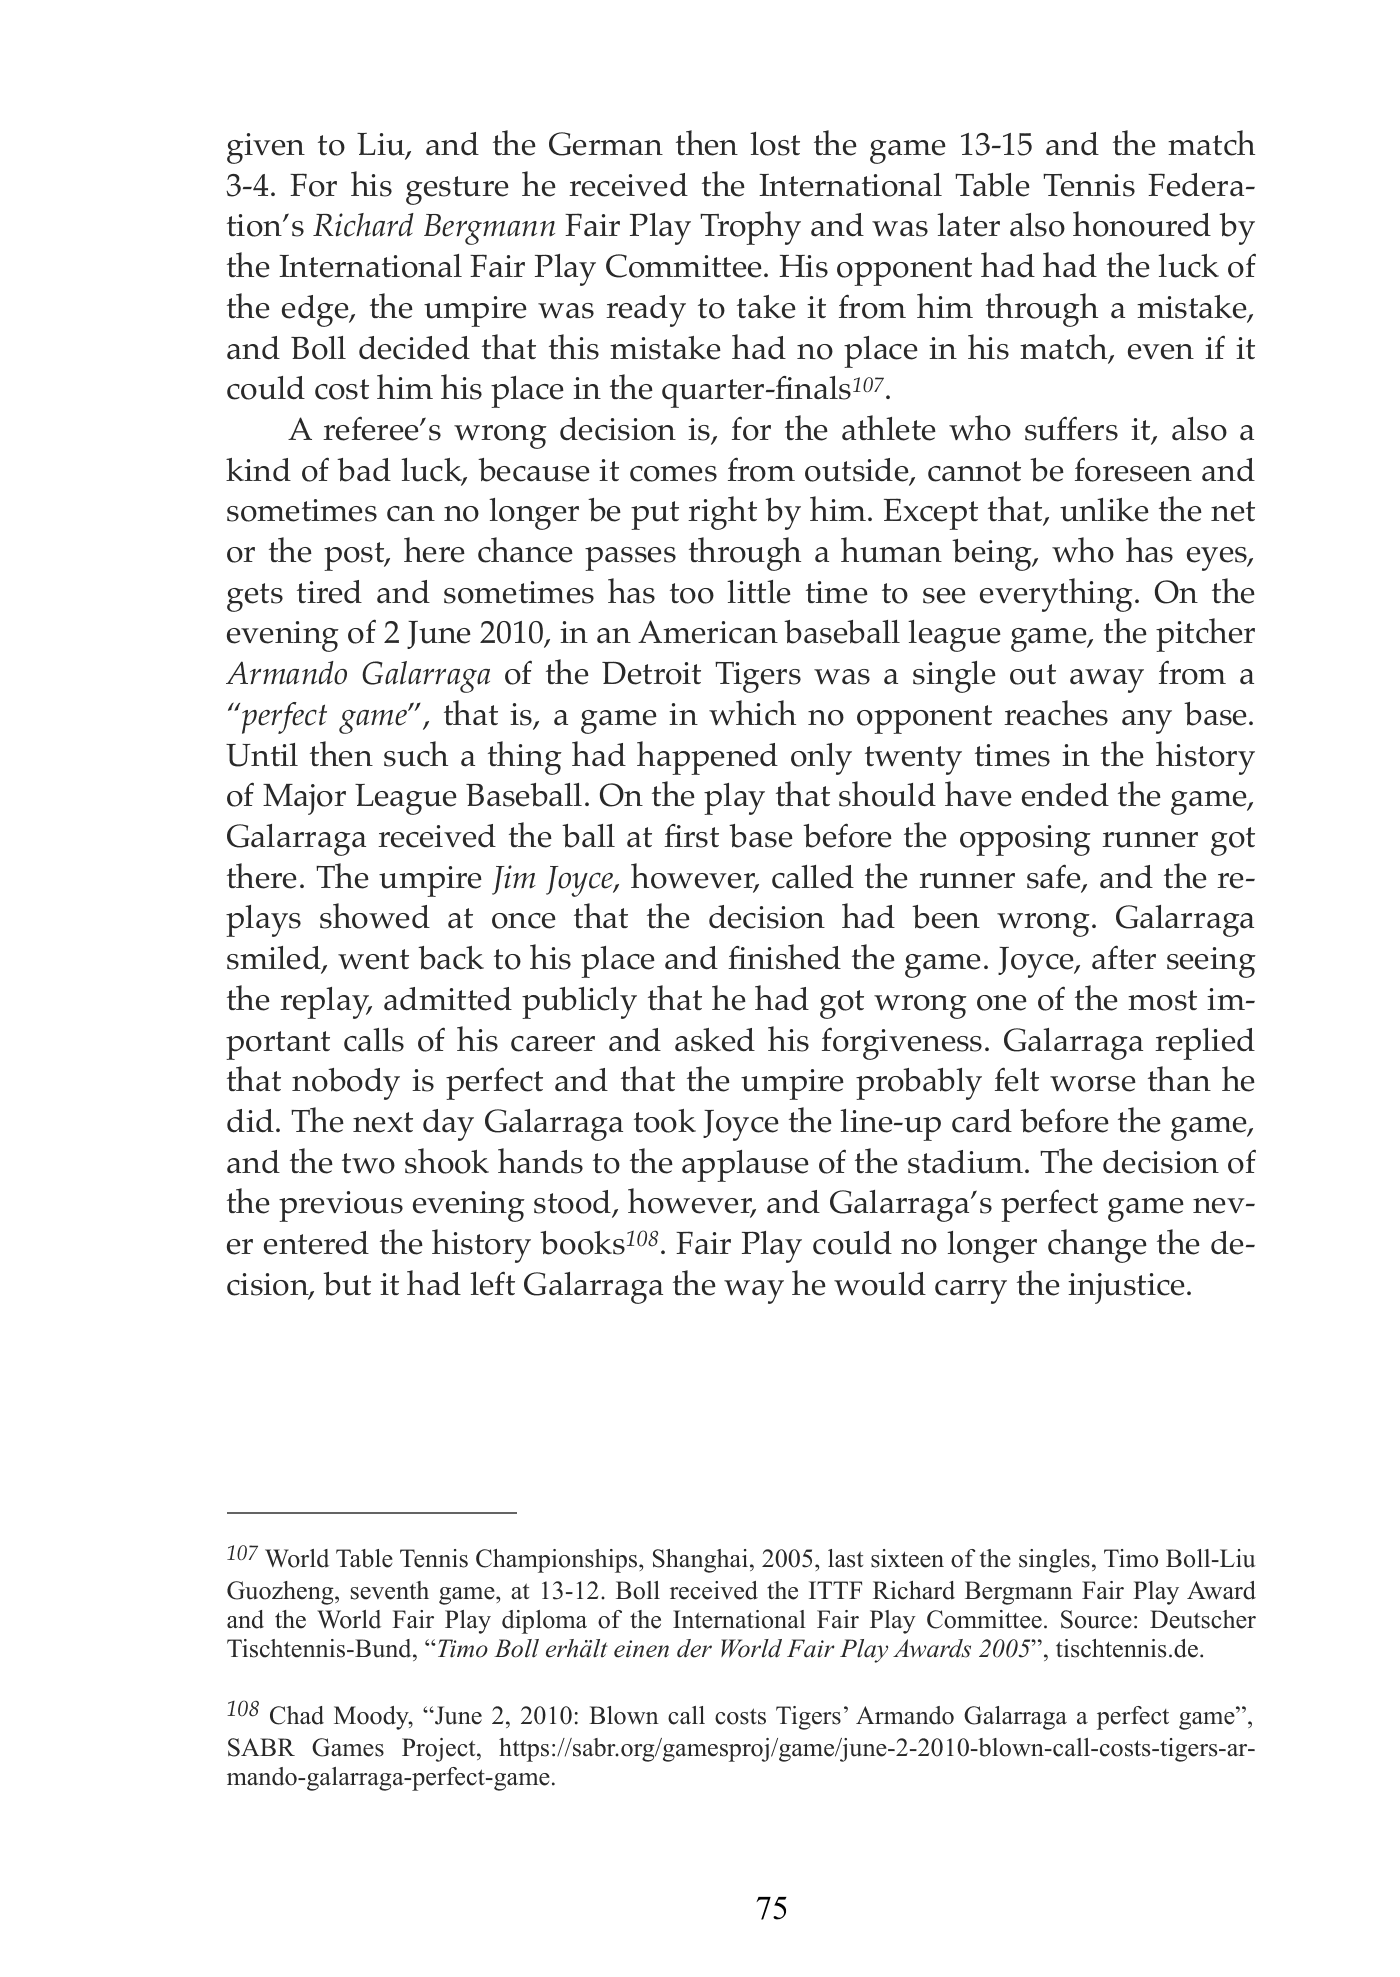 given to Liu, and the German then lost the game 13-15 and the match
3-4. For his gesture he received the International Table Tennis Federa-
tion’s Richard Bergmann Fair Play Trophy and was later also honoured by
the International Fair Play Committee. His opponent had had the luck of
the edge, the umpire was ready to take it from him through a mistake,
and Boll decided that this mistake had no place in his match, even if it
could cost him his place in the quarter-finals107.
A referee’s wrong decision is, for the athlete who suffers it, also a
kind of bad luck, because it comes from outside, cannot be foreseen and
sometimes can no longer be put right by him. Except that, unlike the net
or the post, here chance passes through a human being, who has eyes,
gets tired and sometimes has too little time to see everything. On the
evening of 2 June 2010, in an American baseball league game, the pitcher
Armando Galarraga of the Detroit Tigers was a single out away from a
“perfect game”, that is, a game in which no opponent reaches any base.
Until then such a thing had happened only twenty times in the history
of Major League Baseball. On the play that should have ended the game,
Galarraga received the ball at first base before the opposing runner got
there. The umpire Jim Joyce, however, called the runner safe, and the re-
plays showed at once that the decision had been wrong. Galarraga
smiled, went back to his place and finished the game. Joyce, after seeing
the replay, admitted publicly that he had got wrong one of the most im-
portant calls of his career and asked his forgiveness. Galarraga replied
that nobody is perfect and that the umpire probably felt worse than he
did. The next day Galarraga took Joyce the line-up card before the game,
and the two shook hands to the applause of the stadium. The decision of
the previous evening stood, however, and Galarraga’s perfect game nev-
er entered the history books108. Fair Play could no longer change the de-
cision, but it had left Galarraga the way he would carry the injustice.
107 World Table Tennis Championships, Shanghai, 2005, last sixteen of the singles, Timo Boll-Liu
Guozheng, seventh game, at 13-12. Boll received the ITTF Richard Bergmann Fair Play Award
and the World Fair Play diploma of the International Fair Play Committee. Source: Deutscher
Tischtennis-Bund, “Timo Boll erhält einen der World Fair Play Awards 2005”, tischtennis.de.
108 Chad Moody, “June 2, 2010: Blown call costs Tigers’ Armando Galarraga a perfect game”,
SABR Games Project, https://sabr.org/gamesproj/game/june-2-2010-blown-call-costs-tigers-ar-
mando-galarraga-perfect-game.
75